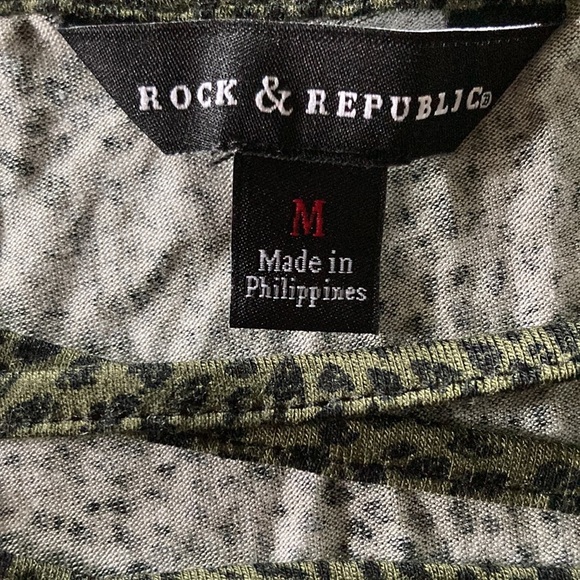 ROCK & REPUBLIC®
M
Made in
Philippines